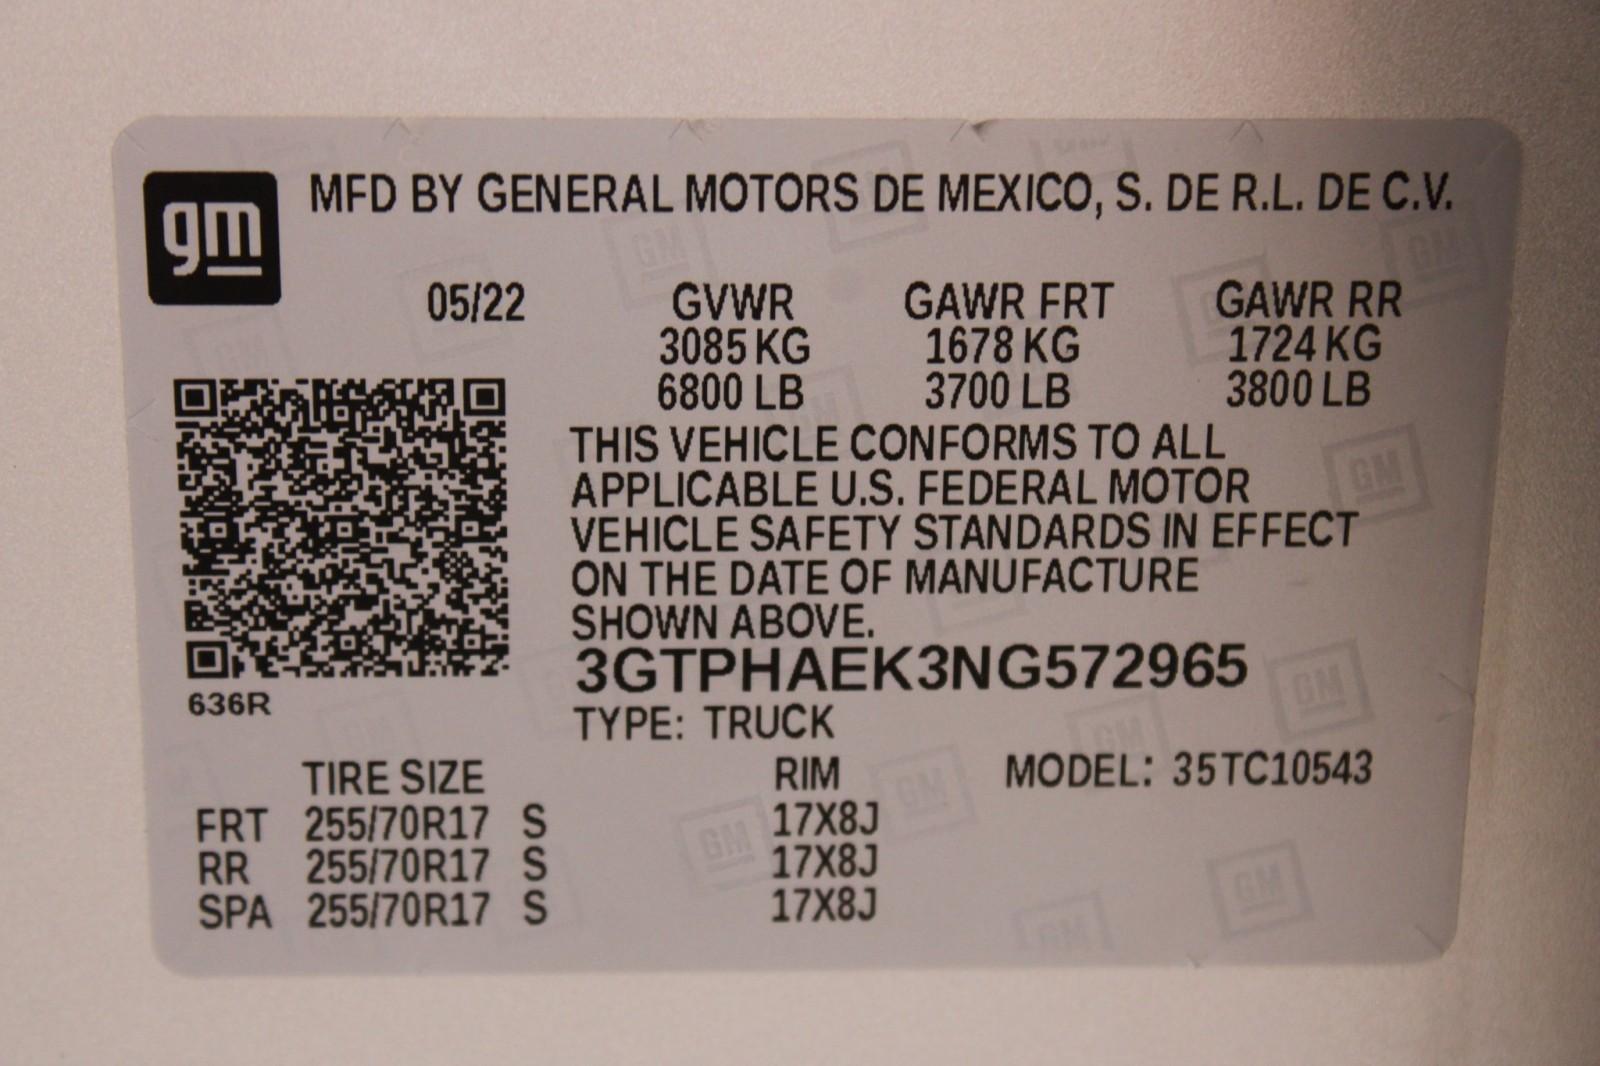 gm MFD BY GENERAL MOTORS DE MEXICO, S. DE R.L. DE C.V.
05/22 GVWR GAWR FRT GAWR RR
3085 KG 1678 KG 1724 KG
6800 LB 3700 LB 3800 LB
THIS VEHICLE CONFORMS TO ALL
APPLICABLE U.S. FEDERAL MOTOR
VEHICLE SAFETY STANDARDS IN EFFECT
ON THE DATE OF MANUFACTURE
SHOWN ABOVE.
3GTPHAEK3NG572965
636R
TYPE: TRUCK
TIRE SIZE RIM MODEL: 35TC10543
FRT 255/70R17 S 17X8J
RR 255/70R17 S 17X8J
SPA 255/70R17 S 17X8J